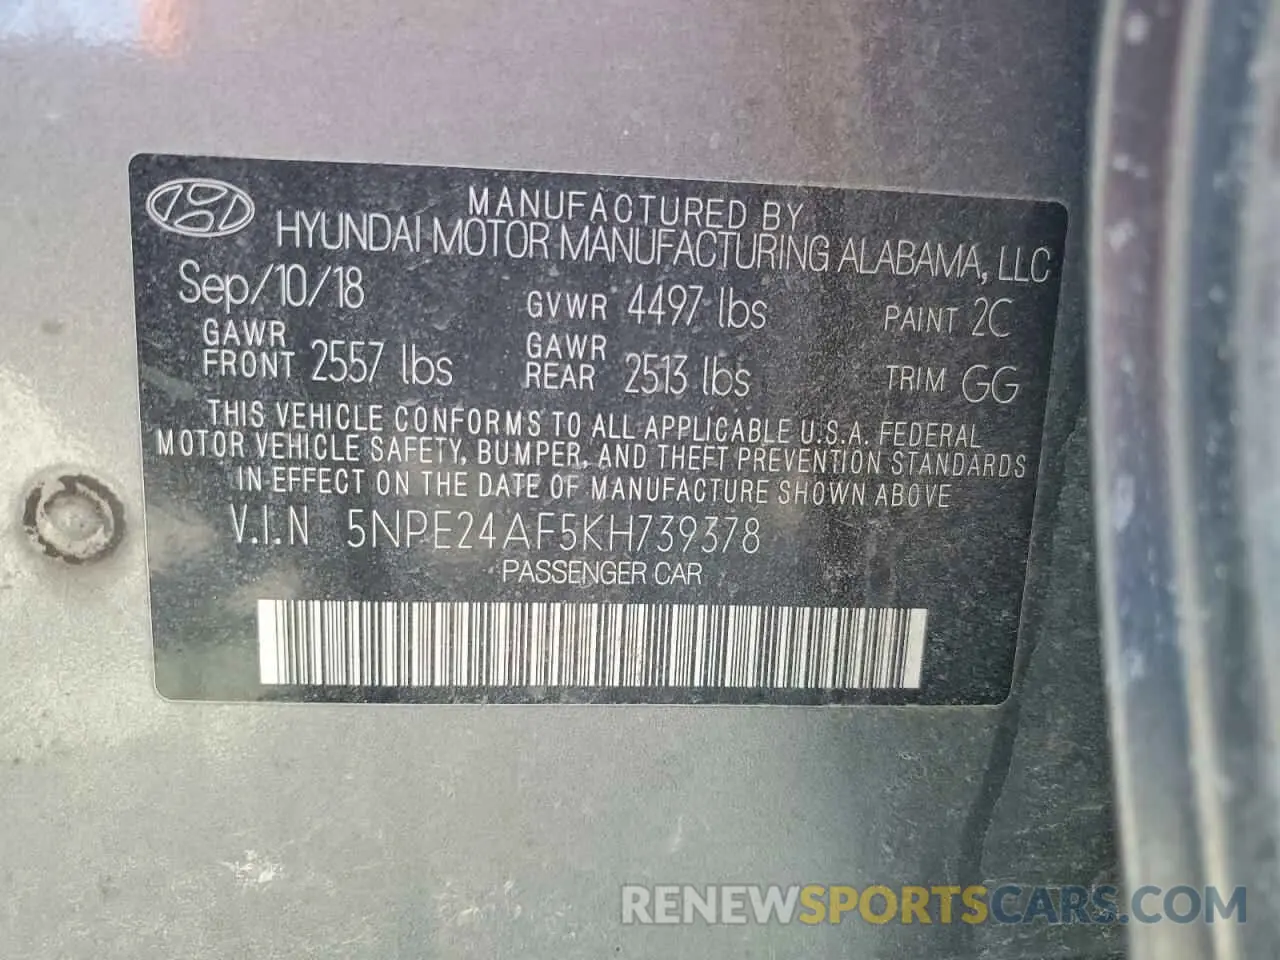 MANUFACTURED BY
HYUNDAI MOTOR MANUFACTURING ALABAMA, LLC
Sep/10/18 GVWR 4497 lbs PAINT 2C
GAWR FRONT 2557 lbs GAWR REAR 2513 lbs TRIM GG
THIS VEHICLE CONFORMS TO ALL APPLICABLE U.S.A. FEDERAL
MOTOR VEHICLE SAFETY, BUMPER, AND THEFT PREVENTION STANDARDS
IN EFFECT ON THE DATE OF MANUFACTURE SHOWN ABOVE
V.I.N 5NPE24AF5KH739378
PASSENGER CAR
RENEWSPORTSCARS.COM